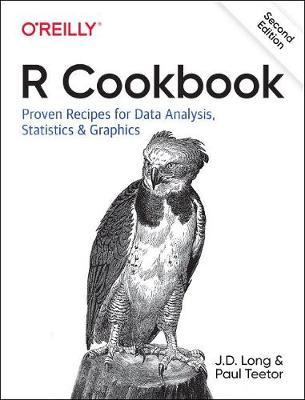 O'REILLY®
Second
Edition
R Cookbook
Proven Recipes for Data Analysis,
Statistics & Graphics
J.D. Long &
Paul Teetor